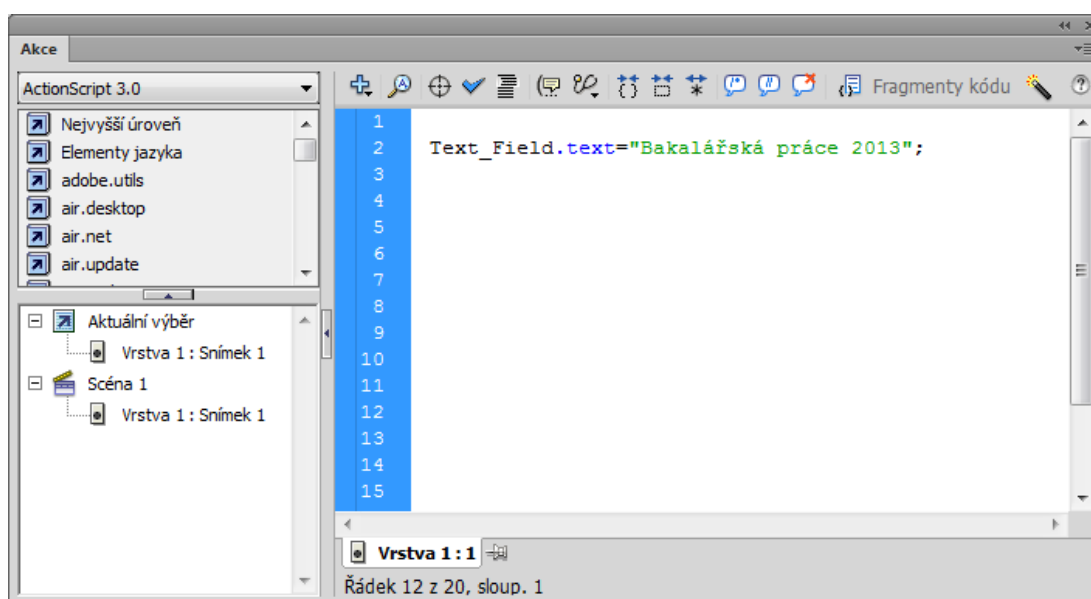 Akce
ActionScript 3.0
Nejvyšší úroveň
Elementy jazyka
adobe.utils
air.desktop
air.net
air.update
Aktuální výběr
Vrstva 1 : Snímek 1
Scéna 1
Vrstva 1 : Snímek 1
Fragmenty kódu
1
2 Text_Field.text="Bakalářská práce 2013";
3
4
5
6
7
8
9
10
11
12
13
14
15
Vrstva 1 : 1
Řádek 12 z 20, sloup. 1